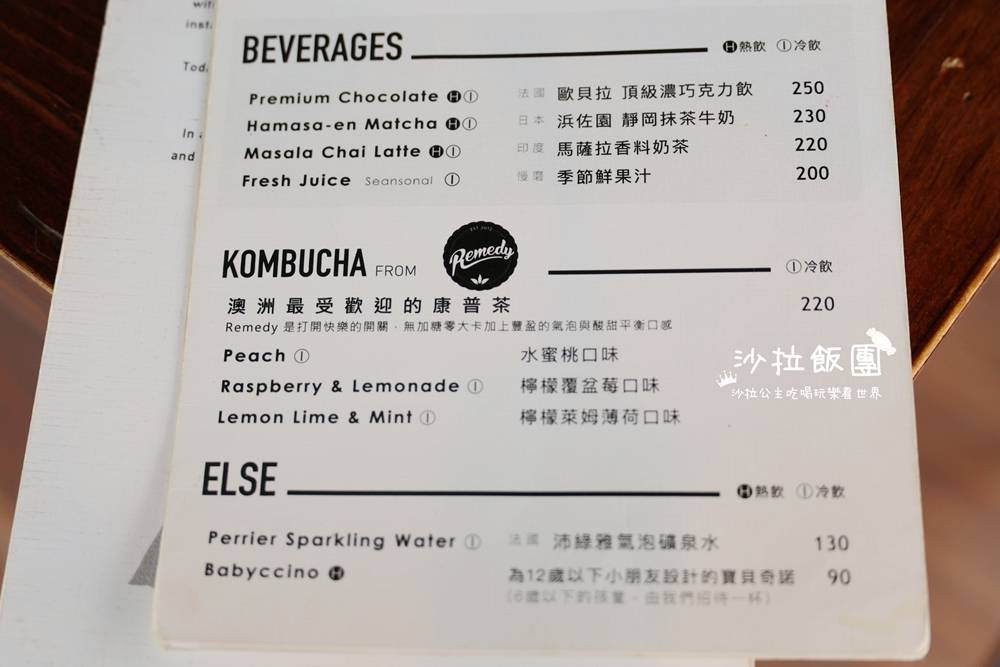 with
inst
Tod
In
and
BEVERAGES H熱飲 I冷飲
Premium Chocolate H I 法國 歐貝拉 頂級濃巧克力飲 250
Hamasa-en Matcha H I 日本 浜佐園 靜岡抹茶牛奶 230
Masala Chai Latte H I 印度 馬薩拉香料奶茶 220
Fresh Juice Seansonal I 慢磨 季節鮮果汁 200
KOMBUCHA FROM Remedy I冷飲
澳洲最受歡迎的康普茶 220
Remedy 是打開快樂的開關，無加糖零大卡加上豐盈的氣泡與酸甜平衡口感
Peach I 水蜜桃口味
Raspberry & Lemonade I 檸檬覆盆莓口味
Lemon Lime & Mint I 檸檬萊姆薄荷口味
沙拉飯團
沙拉公主吃喝玩樂看世界
ELSE H熱飲 I冷飲
Perrier Sparkling Water I 法國 沛綠雅氣泡礦泉水 130
Babyccino H 為12歲以下小朋友設計的寶貝奇諾 90
(6歲以下的孩童，由我們招待一杯)